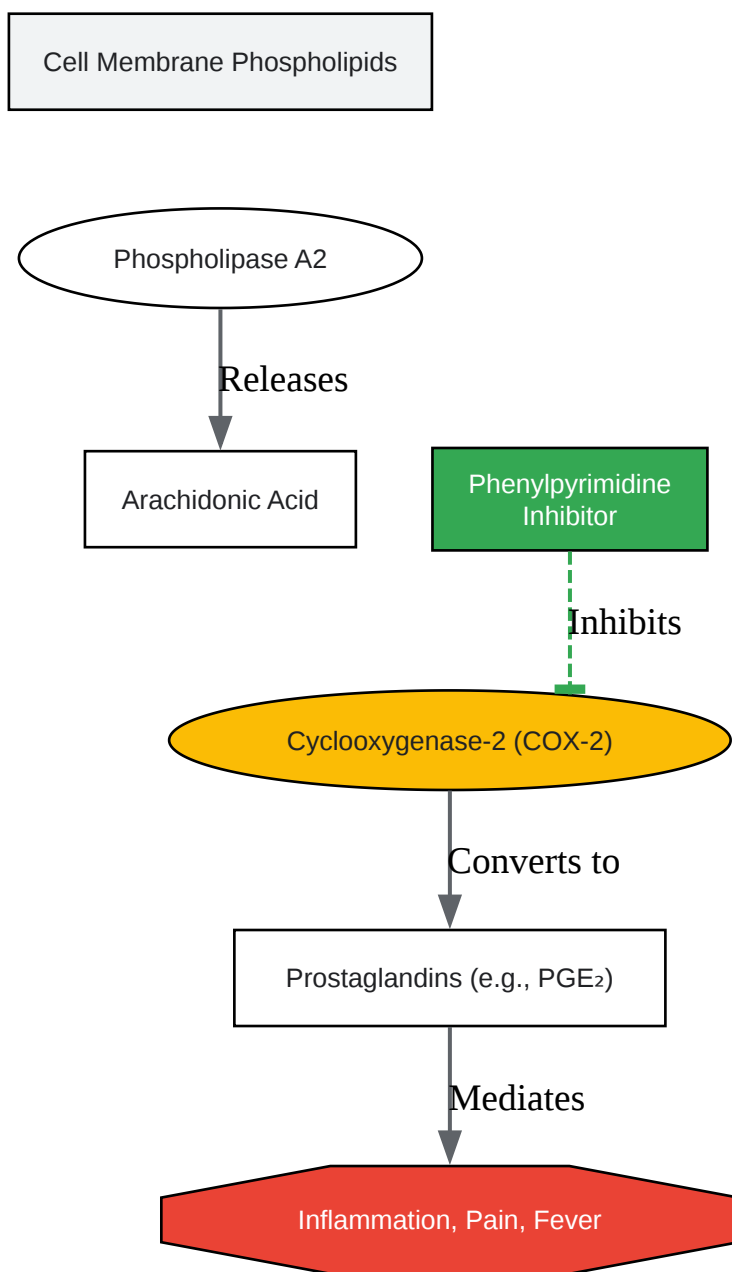 Cell Membrane Phospholipids
Phospholipase A2
Releases
Arachidonic Acid
Phenylpyrimidine
Inhibitor
Inhibits
Cyclooxygenase-2 (COX-2)
Converts to
Prostaglandins (e.g., PGE₂)
Mediates
Inflammation, Pain, Fever